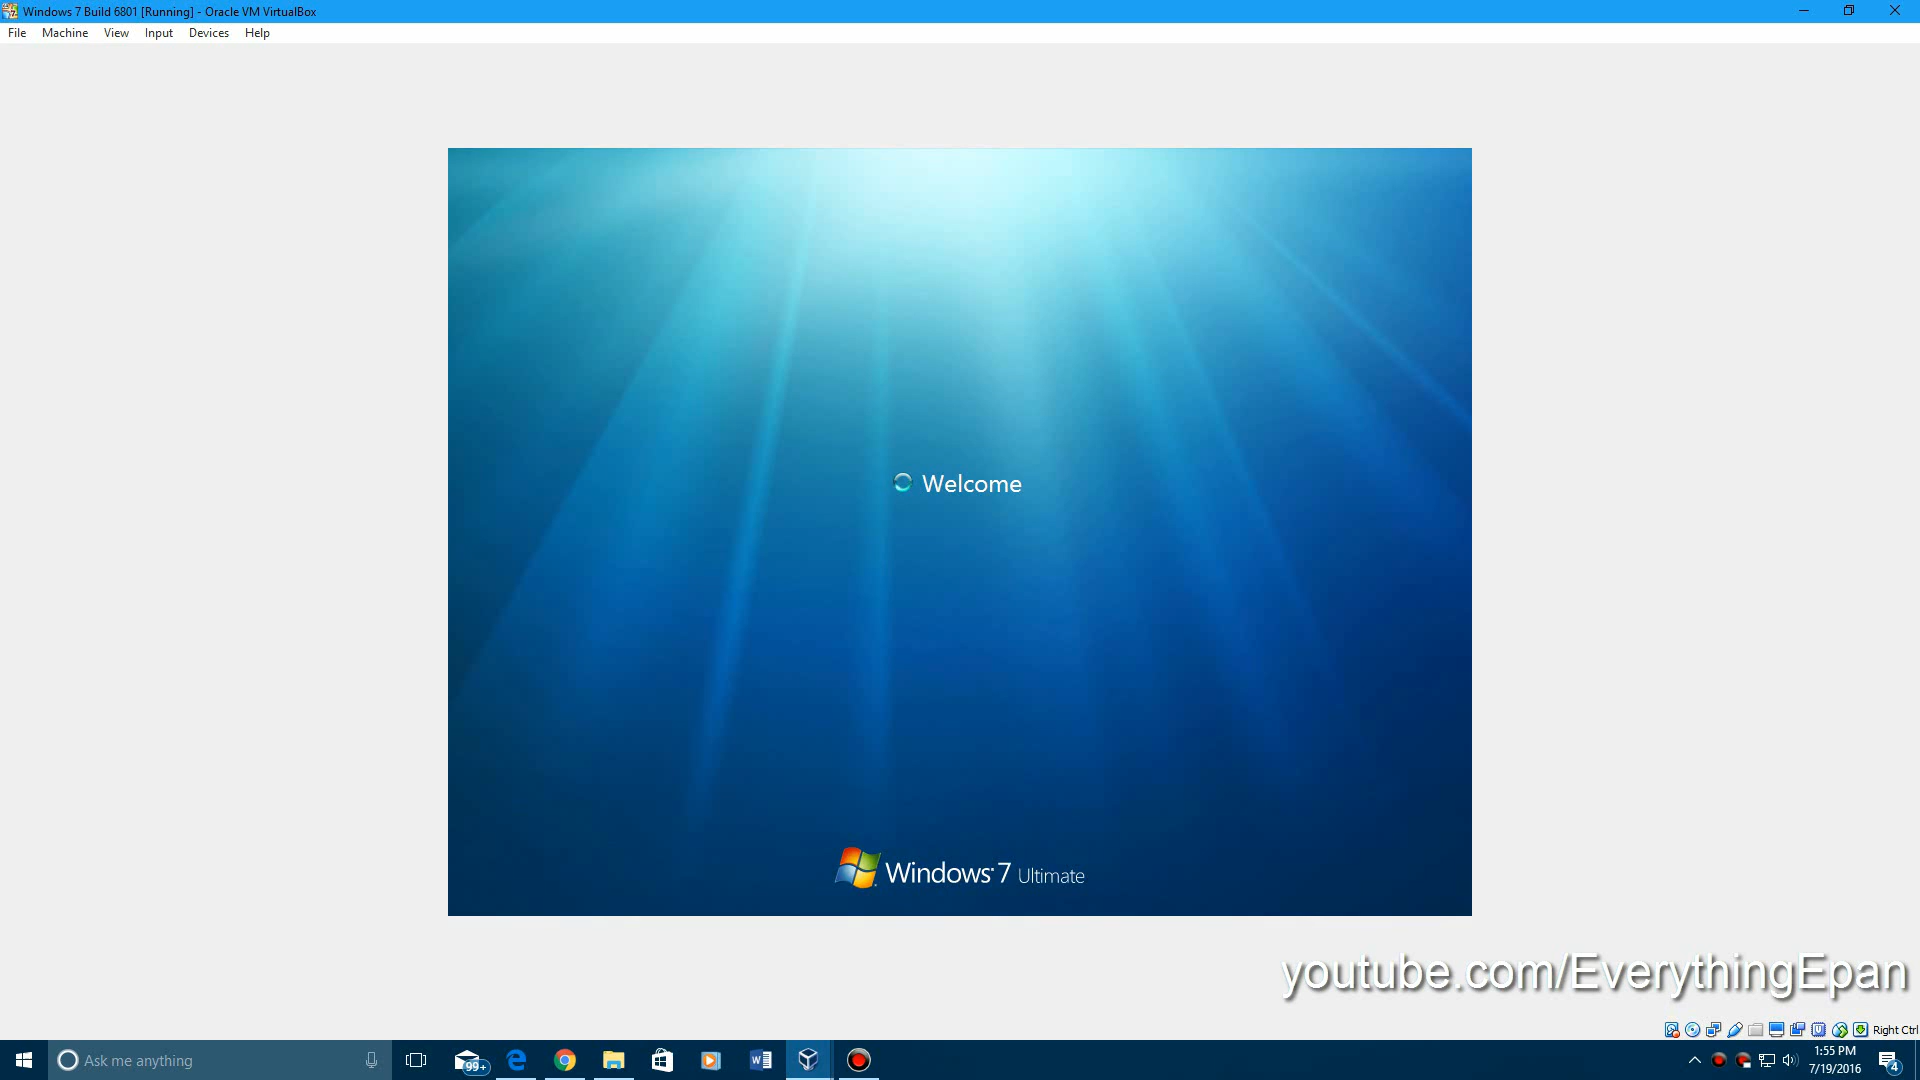 Windows 7 Build 6801 [Running] - Oracle VM VirtualBox
File Machine View Input Devices Help
Welcome
Windows 7 Ultimate
youtube.com/EverythingEpan
Right Ctrl
Ask me anything
99+
1:55 PM
7/19/2016
4